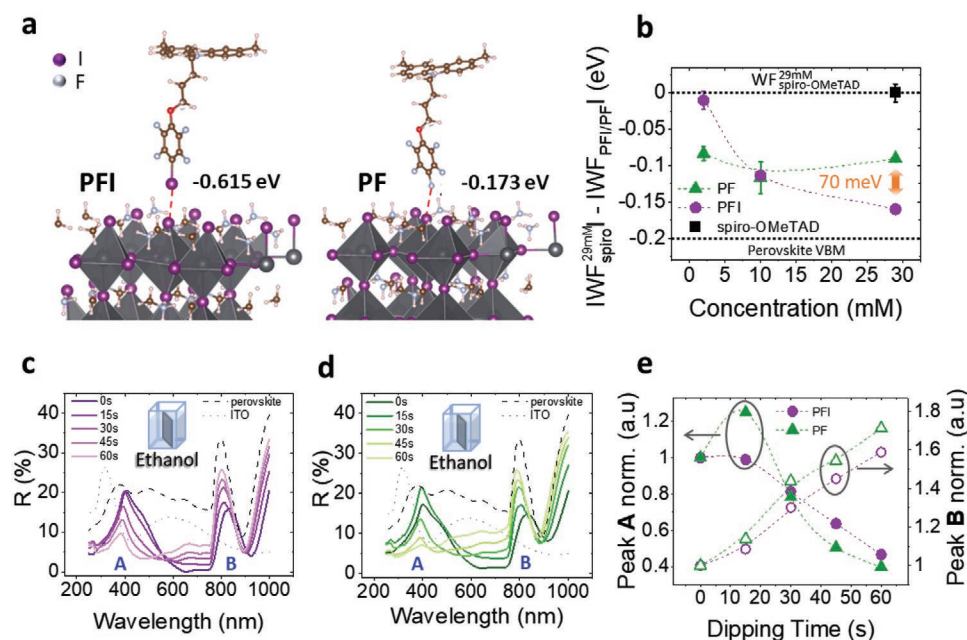 a
I
F
PFI
-0.615 eV
PF
-0.173 eV
b
IWF 29mM spiro I - IWF PFI/PF I (eV)
0
-0.05
-0.1
-0.15
-0.2
WF 29mM spiro-OMeTAD
PF
PFI
spiro-OMeTAD
70 meV
Perovskite VBM
0 5 10 15 20 25 30
Concentration (mM)
c
R (%)
40
30
20
10
0
0s
15s
30s
45s
60s
perovskite
ITO
Ethanol
A
B
200 400 600 800 1000
Wavelength (nm)
d
R (%)
40
30
20
10
0
0s
15s
30s
45s
60s
perovskite
ITO
Ethanol
A
B
200 400 600 800 1000
Wavelength (nm)
e
Peak A norm. (a.u)
1.2
1
0.8
0.6
0.4
PFI
PF
1.8
1.6
1.4
1.2
1
Peak B norm. (a.u)
0 10 20 30 40 50 60
Dipping Time (s)